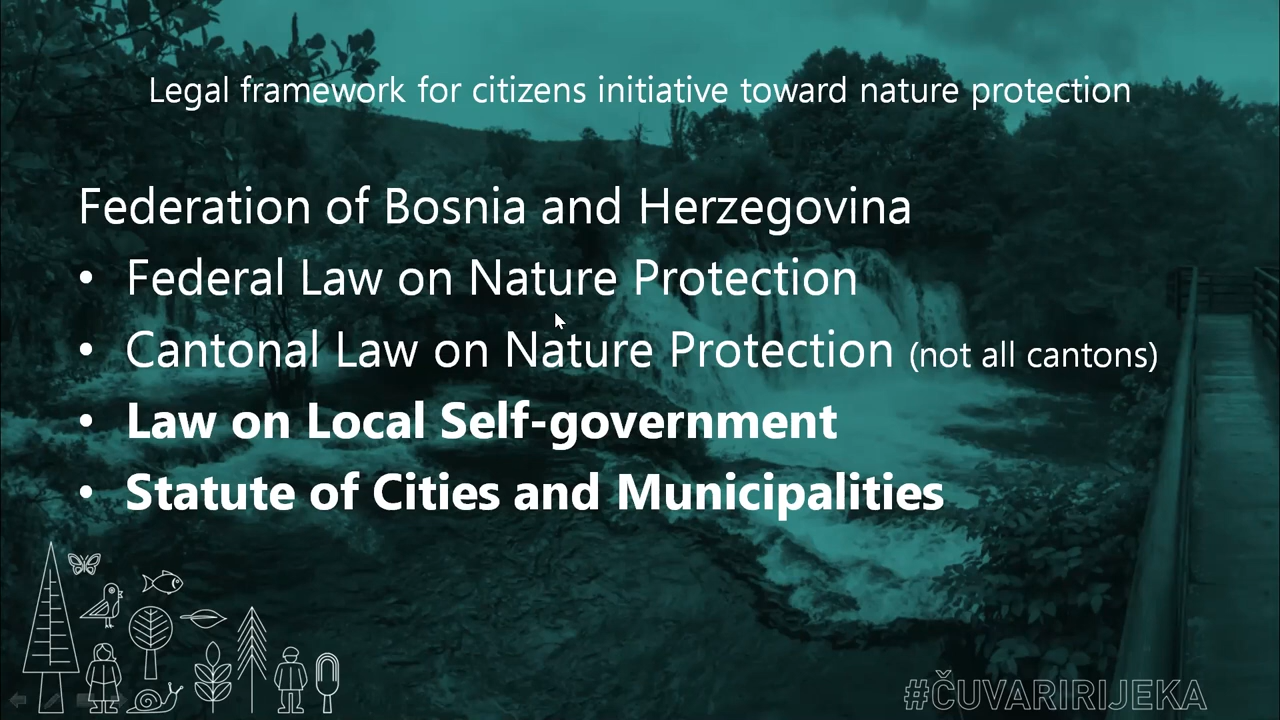 Legal framework for citizens initiative toward nature protection
Federation of Bosnia and Herzegovina
• Federal Law on Nature Protection
• Cantonal Law on Nature Protection (not all cantons)
• Law on Local Self-government
• Statute of Cities and Municipalities
#ČUVARIRIJEKA